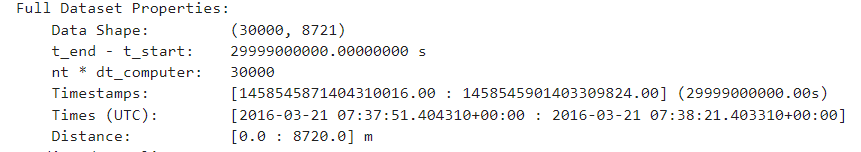 Full Dataset Properties:
Data Shape: (30000, 8721)
t_end - t_start: 29999000000.00000000 s
nt * dt_computer: 30000
Timestamps: [1458545871404310016.00 : 1458545901403309824.00] (29999000000.00s)
Times (UTC): [2016-03-21 07:37:51.404310+00:00 : 2016-03-21 07:38:21.403310+00:00]
Distance: [0.0 : 8720.0] m